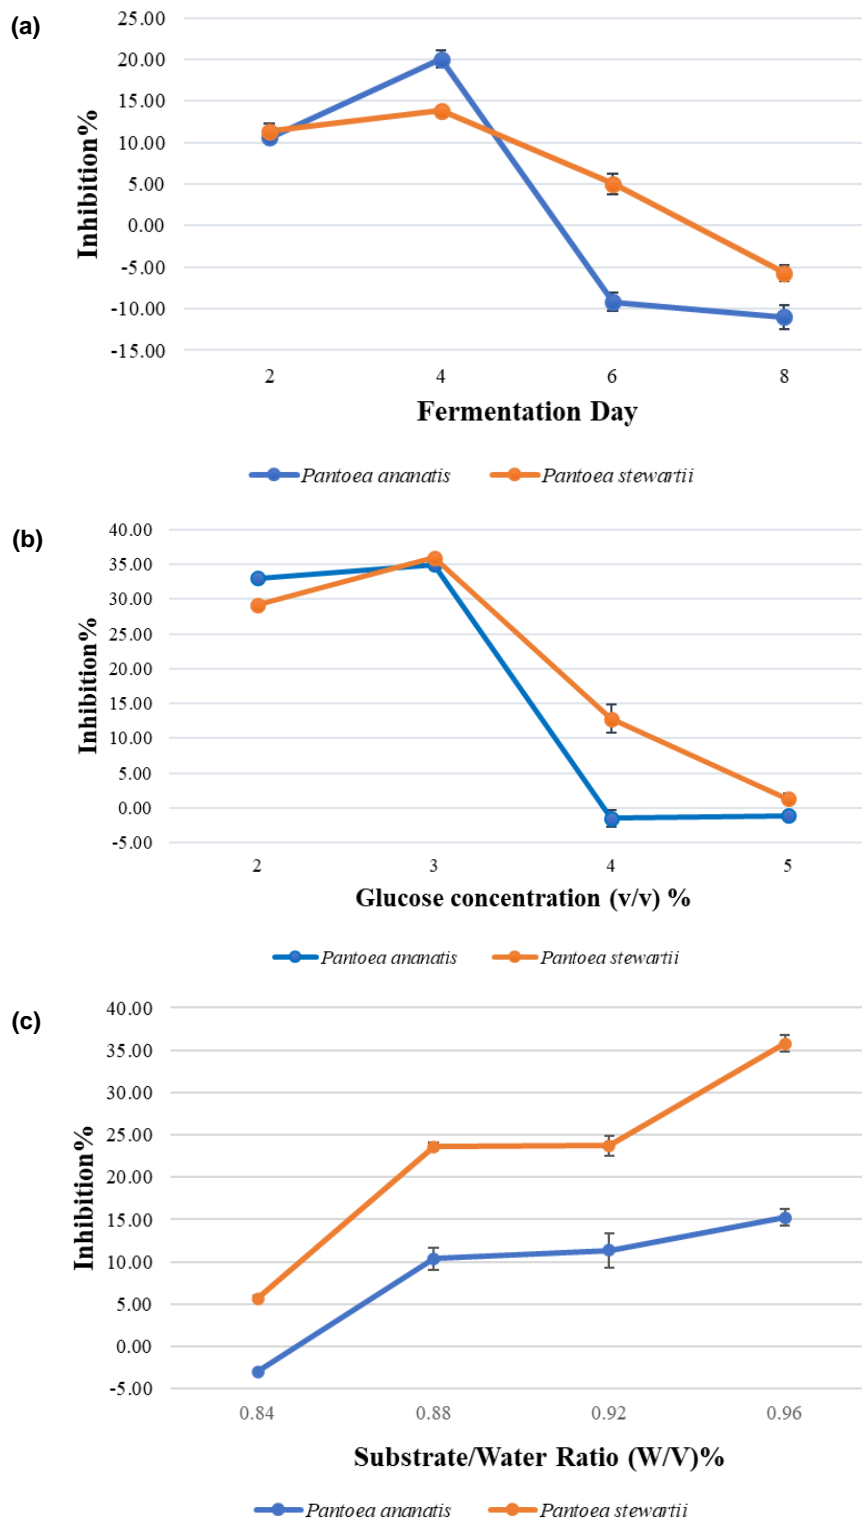 (a)
25.00
20.00
15.00
10.00
5.00
0.00
-5.00
-10.00
-15.00
Inhibition%
2 4 6 8
Fermentation Day
Pantoea ananatis Pantoea stewartii
(b)
40.00
35.00
30.00
25.00
20.00
15.00
10.00
5.00
0.00
-5.00
Inhibition%
2 3 4 5
Glucose concentration (v/v) %
Pantoea ananatis Pantoea stewartii
(c)
40.00
35.00
30.00
25.00
20.00
15.00
10.00
5.00
0.00
-5.00
Inhibition%
0.84 0.88 0.92 0.96
Substrate/Water Ratio (W/V)%
Pantoea ananatis Pantoea stewartii